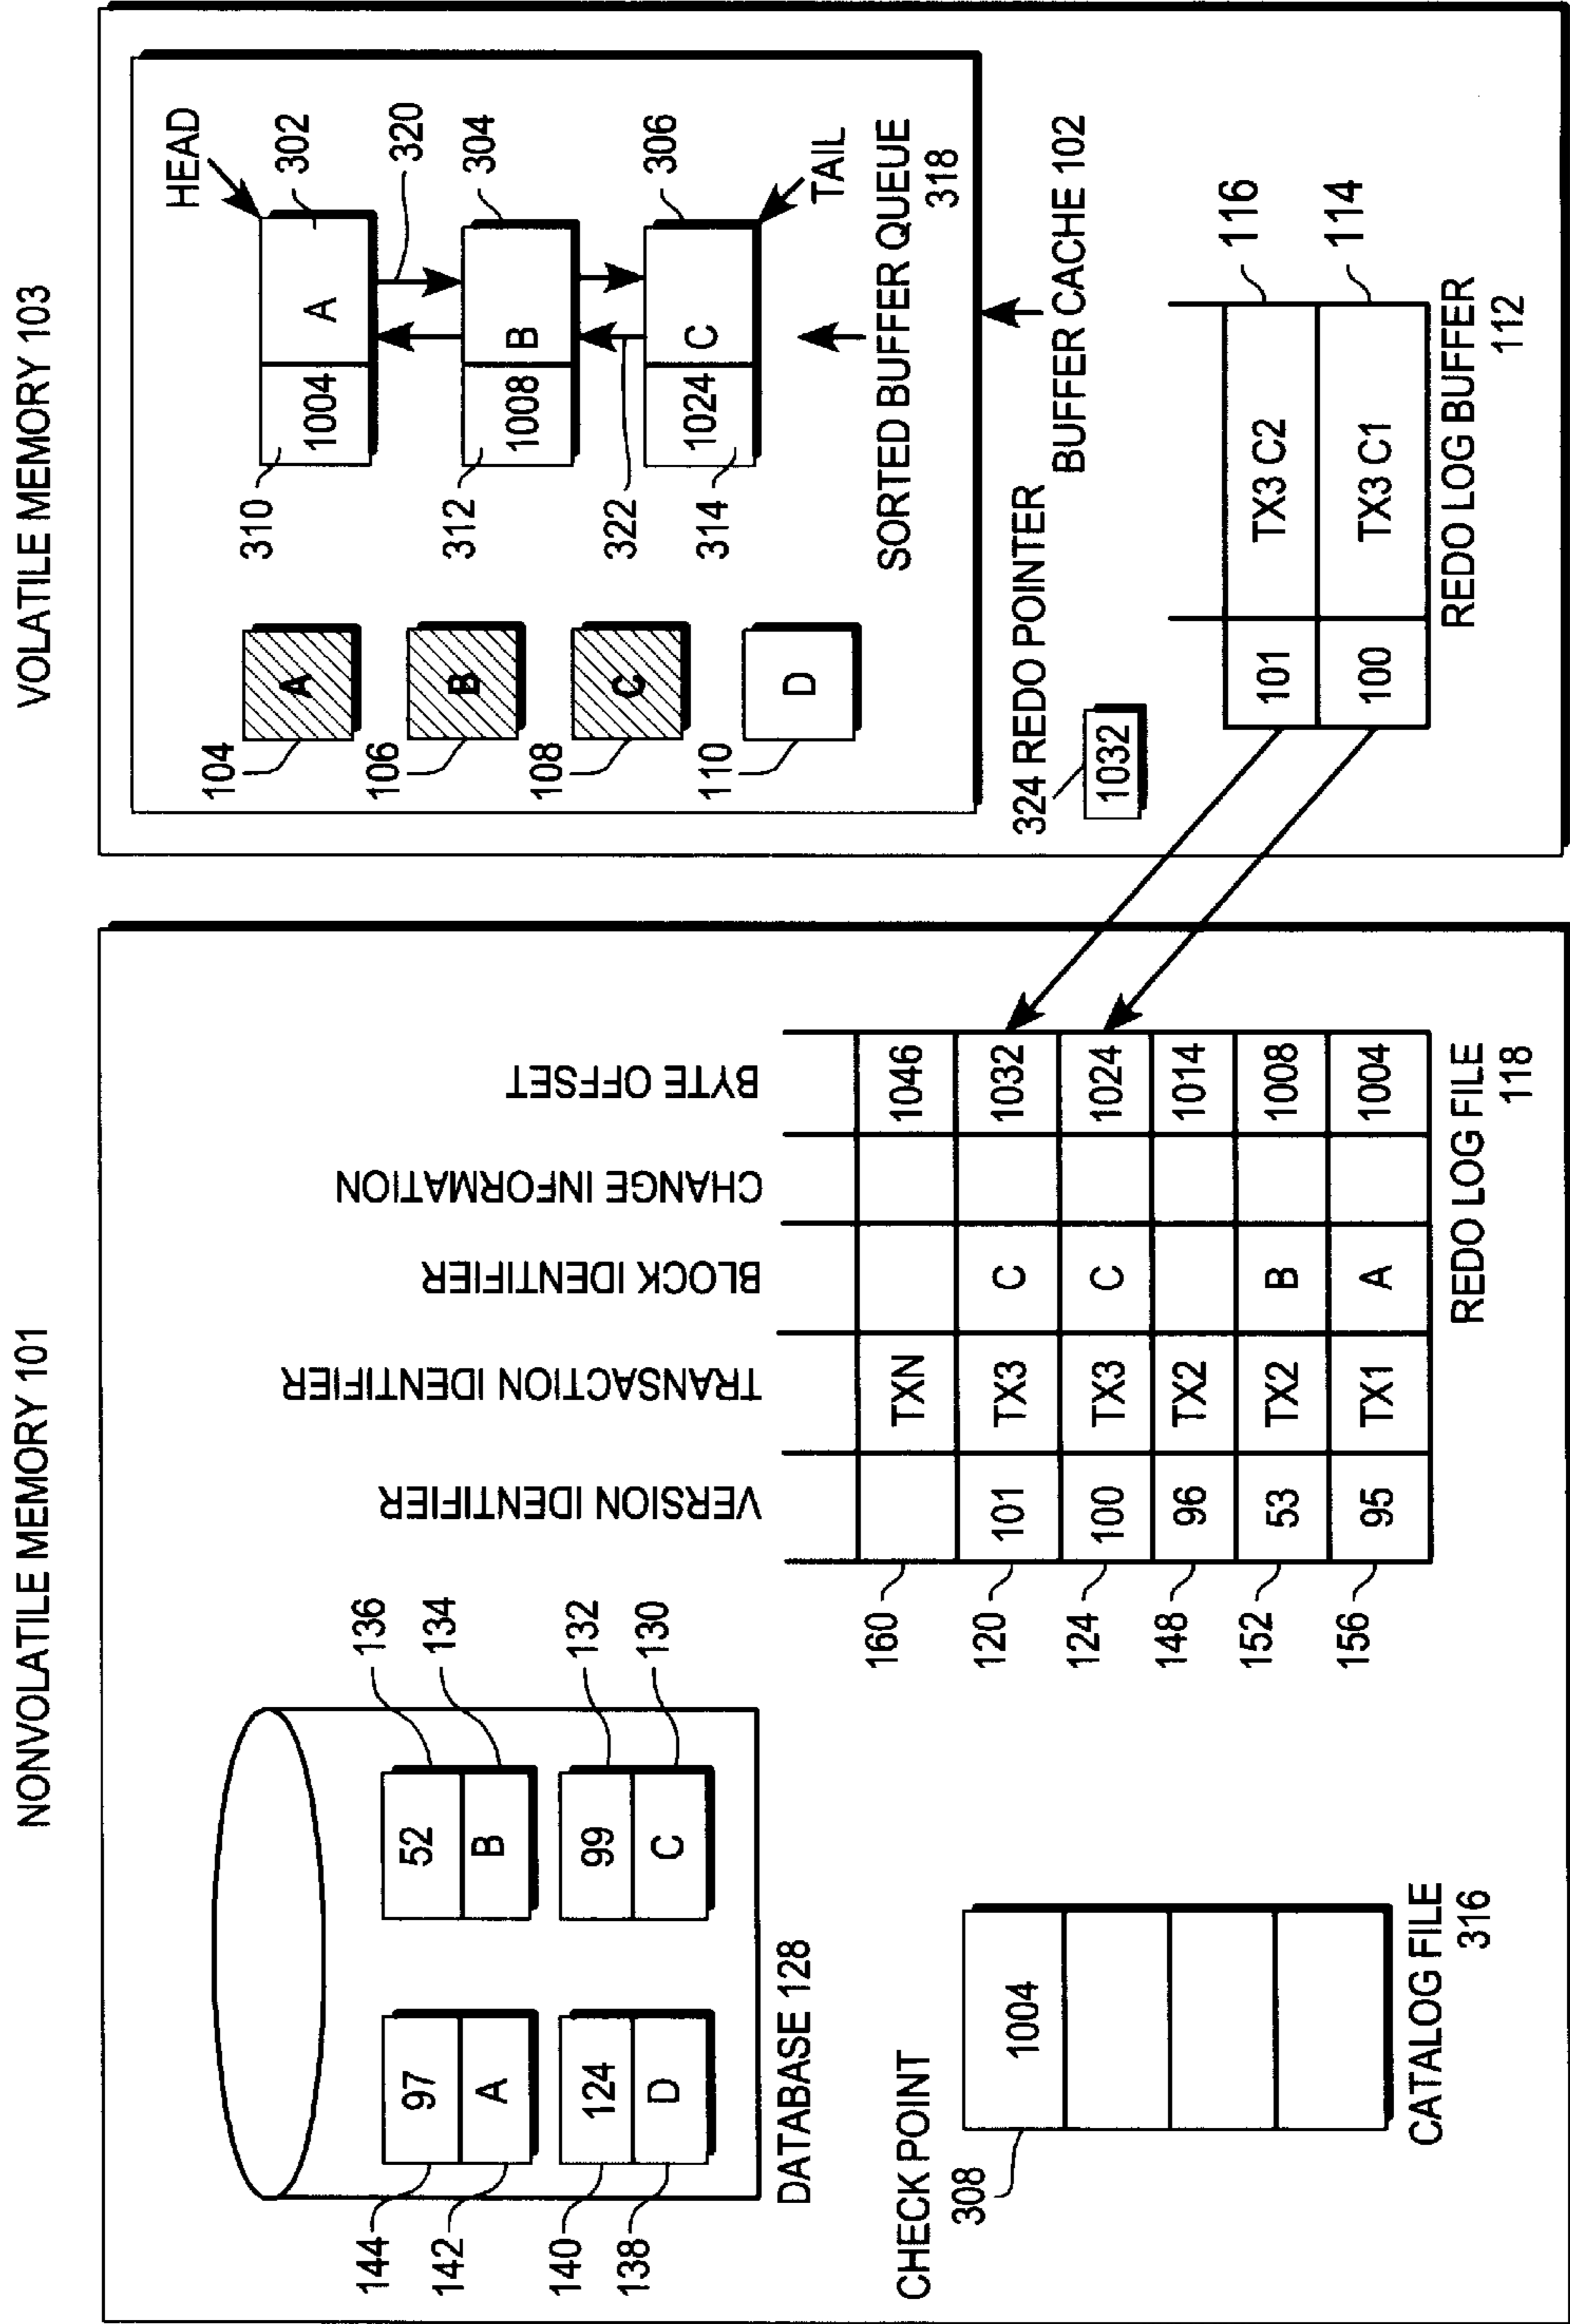 NONVOLATILE MEMORY 101
144
97
A
142
52
B
136
134
140
124
D
138
99
C
132
130
DATABASE 128
CHECK POINT
308
1004
CATALOG FILE
316
VERSION IDENTIFIER
TRANSACTION IDENTIFIER
BLOCK IDENTIFIER
CHANGE INFORMATION
BYTE OFFSET
160 TXN 1046
120 101 TX3 C 1032
124 100 TX3 C 1024
148 96 TX2 1014
152 53 TX2 B 1008
156 95 TX1 A 1004
REDO LOG FILE
118
VOLATILE MEMORY 103
104
A
106
B
108
C
110
D
HEAD
310
1004 A
302
320
312
1008 B
304
322
314
1024 C
306
TAIL
SORTED BUFFER QUEUE
318
BUFFER CACHE 102
324 REDO POINTER
1032
101 TX3 C2 116
100 TX3 C1 114
REDO LOG BUFFER
112